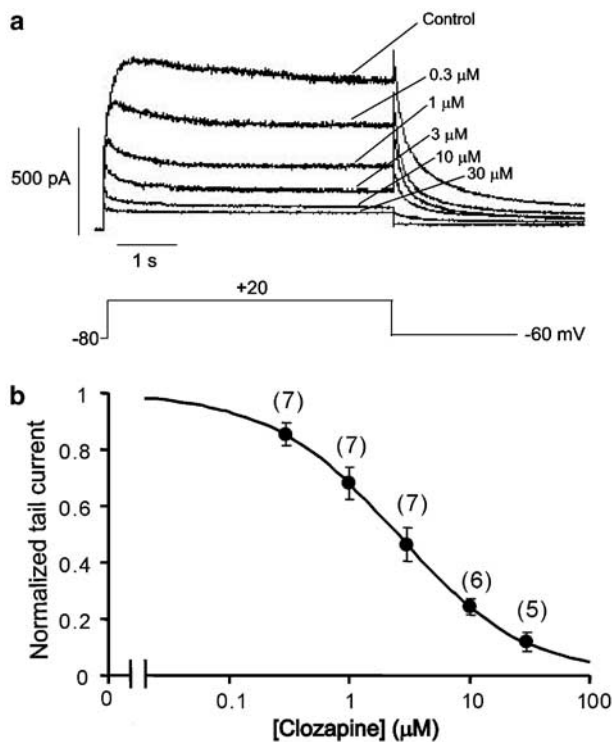 a
Control
0.3 μM
1 μM
3 μM
10 μM
30 μM
500 pA
1 s
+20
-80
-60 mV
b
Normalized tail current
1
0.8
0.6
0.4
0.2
0
(7)
(7)
(7)
(6)
(5)
0
0.1
1
10
100
[Clozapine] (μM)